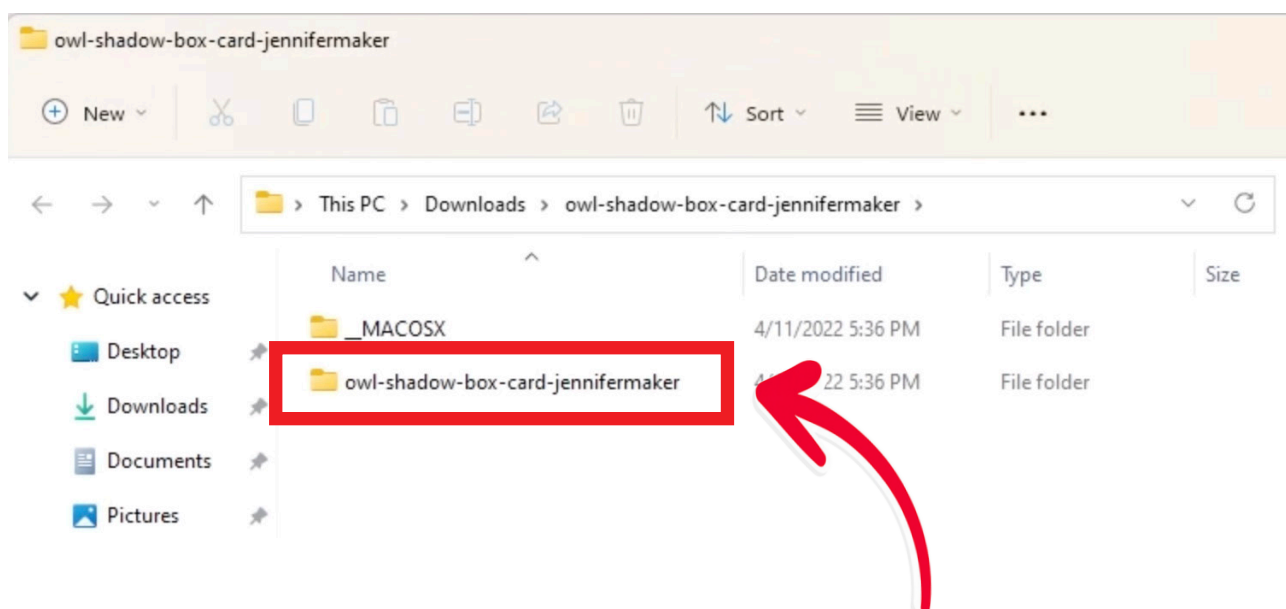 owl-shadow-box-card-jennifermaker
New Sort View
This PC > Downloads > owl-shadow-box-card-jennifermaker >
Name Date modified Type Size
Quick access
__MACOSX 4/11/2022 5:36 PM File folder
Desktop
owl-shadow-box-card-jennifermaker 22 5:36 PM File folder
Downloads
Documents
Pictures